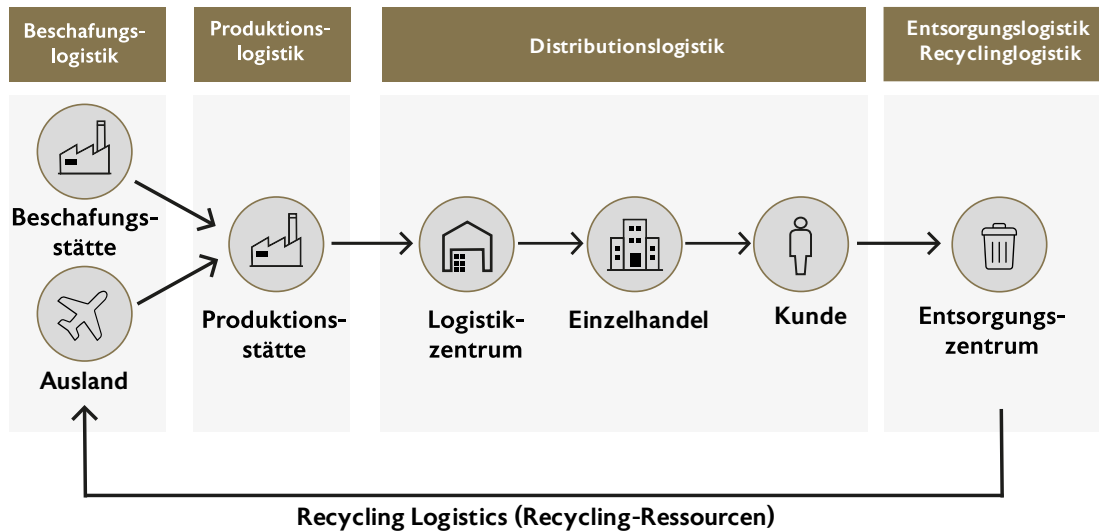 Beschafungs-
logistik
Produktions-
logistik
Distributionslogistik
Entsorgungslogistik
Recyclinglogistik
Beschafungs-
stätte
Ausland
Produktions-
stätte
Logistik-
zentrum
Einzelhandel
Kunde
Entsorgungs-
zentrum
Recycling Logistics (Recycling-Ressourcen)